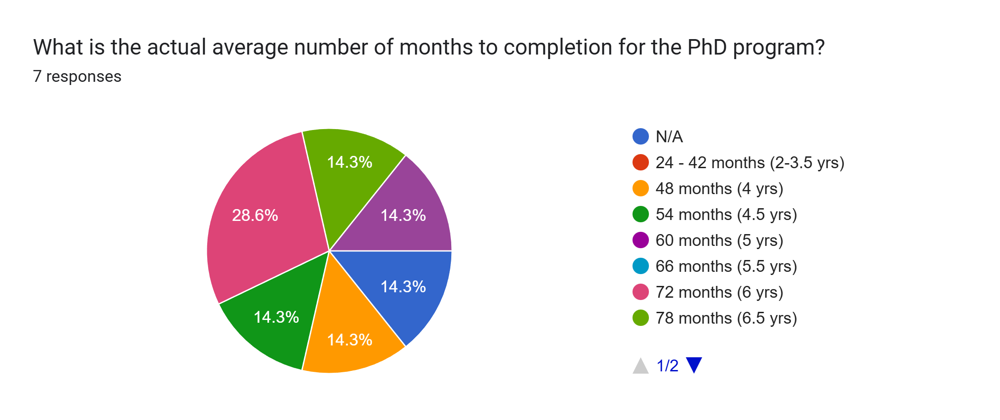 What is the actual average number of months to completion for the PhD program?
7 responses
14.3%
14.3%
28.6%
14.3%
14.3%
14.3%
N/A
24 - 42 months (2-3.5 yrs)
48 months (4 yrs)
54 months (4.5 yrs)
60 months (5 yrs)
66 months (5.5 yrs)
72 months (6 yrs)
78 months (6.5 yrs)
1/2